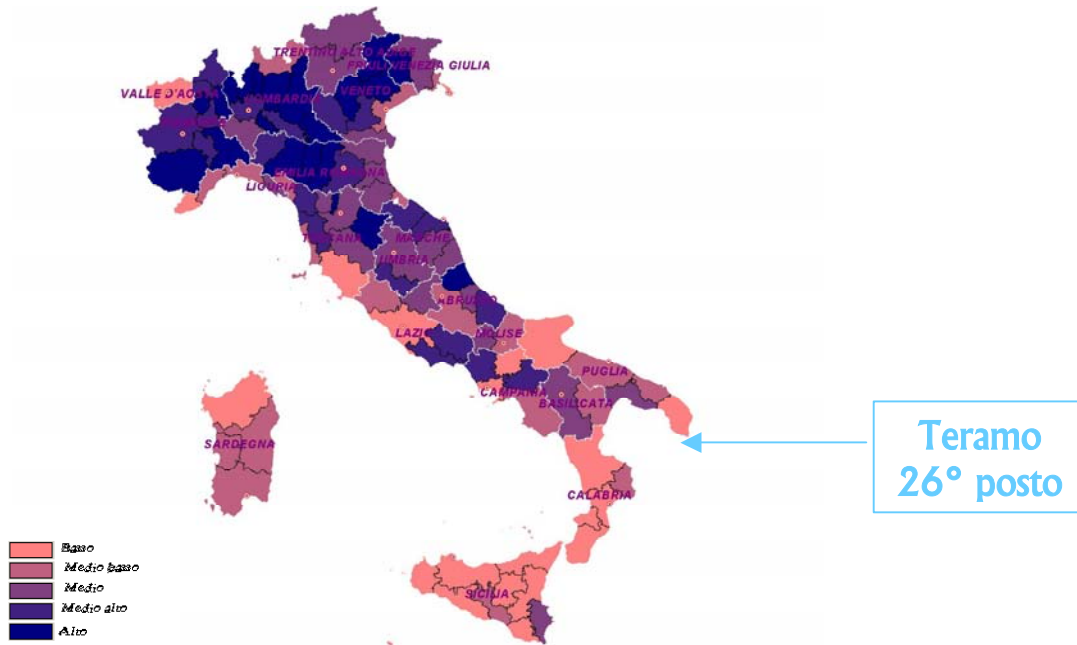 TRENTINO ALTO ADIGE
FRIULI VENEZIA GIULIA
VALLE D'AOSTA
LOMBARDIA
VENETO
EMILIA ROMAGNA
LIGURIA
TOSCANA
MARCHE
UMBRIA
ABRUZZO
LAZIO
MOLISE
PUGLIA
CAMPANIA
BASILICATA
SARDEGNA
CALABRIA
SICILIA
Teramo
26° posto
Basso
Medio basso
Medio
Medio alto
Alto